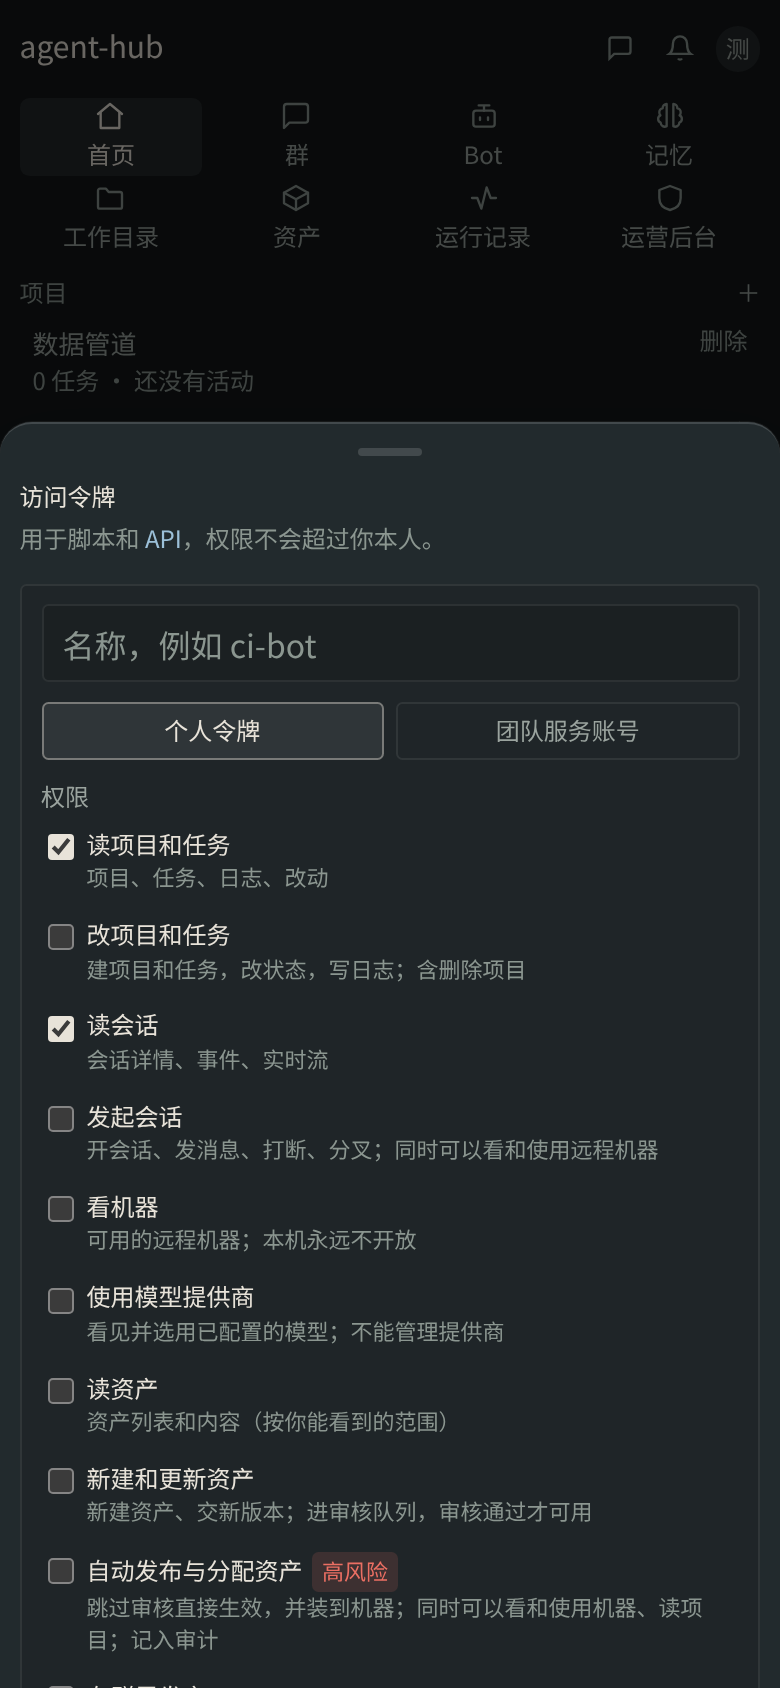 agent-hub
测
首页
群
Bot
记忆
工作目录
资产
运行记录
运营后台
项目
数据管道
删除
0 任务 · 还没有活动
访问令牌
用于脚本和 API，权限不会超过你本人。
名称，例如 ci-bot
个人令牌
团队服务账号
权限
读项目和任务
项目、任务、日志、改动
改项目和任务
建项目和任务，改状态，写日志；含删除项目
读会话
会话详情、事件、实时流
发起会话
开会话、发消息、打断、分叉；同时可以看和使用远程机器
看机器
可用的远程机器；本机永远不开放
使用模型提供商
看见并选用已配置的模型；不能管理提供商
读资产
资产列表和内容（按你能看到的范围）
新建和更新资产
新建资产、交新版本；进审核队列，审核通过才可用
自动发布与分配资产 高风险
跳过审核直接生效，并装到机器；同时可以看和使用机器、读项
目；记入审计